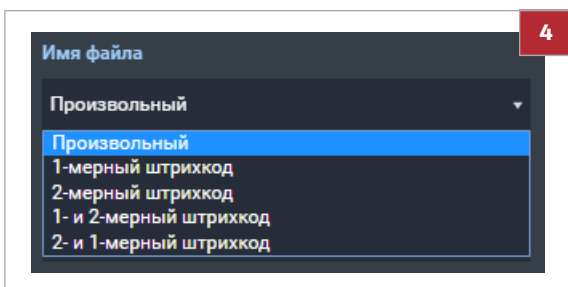 4
Имя файла
Произвольный
Произвольный
1-мерный штрихкод
2-мерный штрихкод
1- и 2-мерный штрихкод
2- и 1-мерный штрихкод